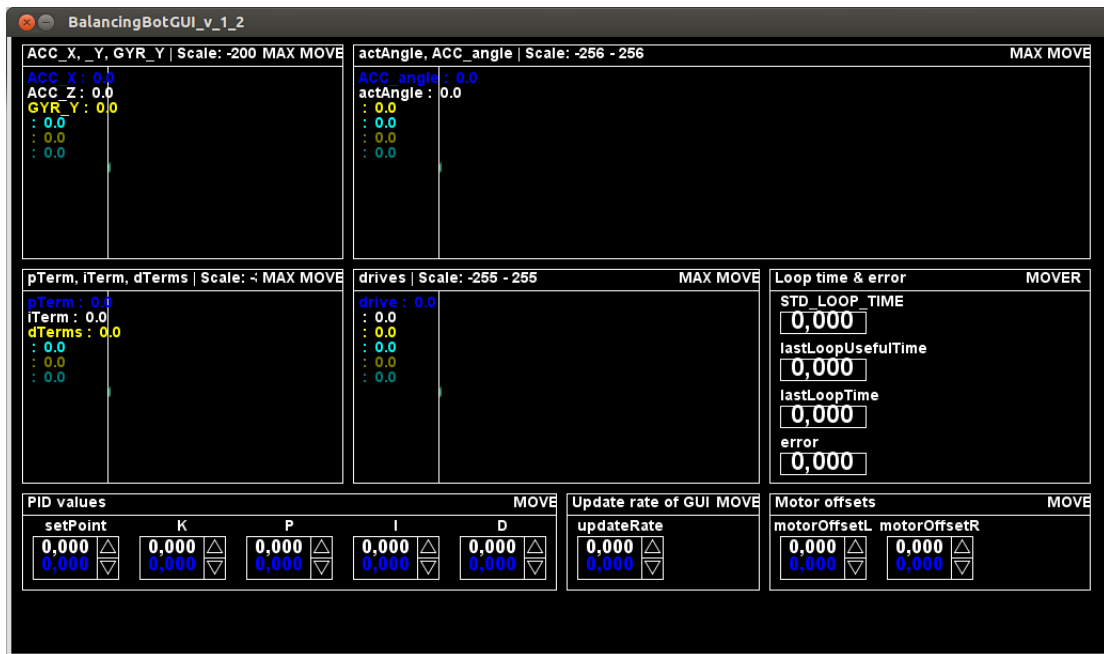 BalancingBotGUI_v_1_2
ACC_X, _Y, GYR_Y | Scale: -200 MAX MOVE
ACC_X : 0.0
ACC_Z : 0.0
GYR_Y : 0.0
: 0.0
: 0.0
: 0.0
actAngle, ACC_angle | Scale: -256 - 256 MAX MOVE
ACC_angle : 0.0
actAngle : 0.0
: 0.0
: 0.0
: 0.0
: 0.0
pTerm, iTerm, dTerms | Scale: - MAX MOVE
pTerm : 0.0
iTerm : 0.0
dTerms : 0.0
: 0.0
: 0.0
: 0.0
drives | Scale: -255 - 255 MAX MOVE
drive : 0.0
: 0.0
: 0.0
: 0.0
: 0.0
: 0.0
Loop time & error MOVER
STD_LOOP_TIME
0,000
lastLoopUsefulTime
0,000
lastLoopTime
0,000
error
0,000
PID values MOVE
setPoint K P I D
0,000 0,000 0,000 0,000 0,000
0,000 0,000 0,000 0,000 0,000
Update rate of GUI MOVE
updateRate
0,000
0,000
Motor offsets MOVE
motorOffsetL motorOffsetR
0,000 0,000
0,000 0,000